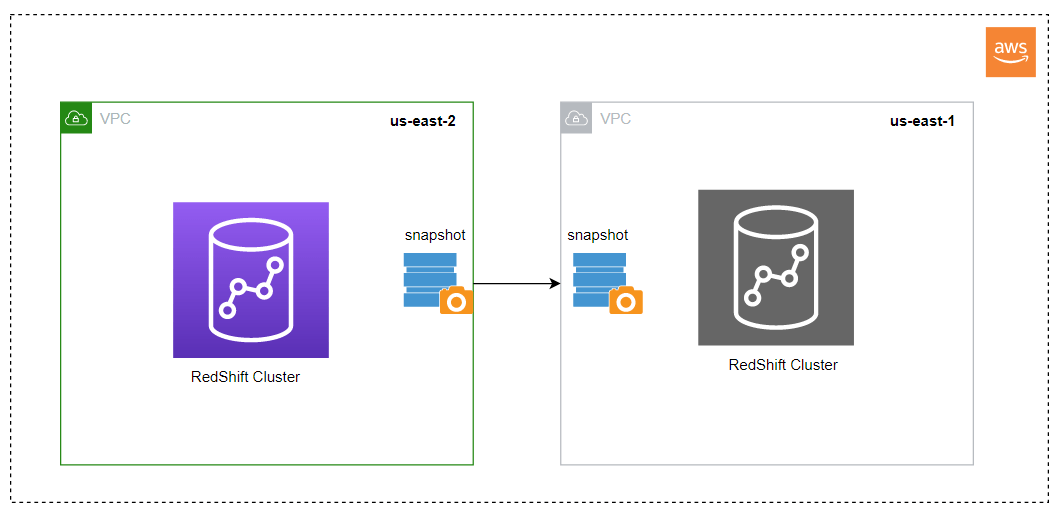 aws
VPC
us-east-2
VPC
us-east-1
snapshot
snapshot
RedShift Cluster
RedShift Cluster